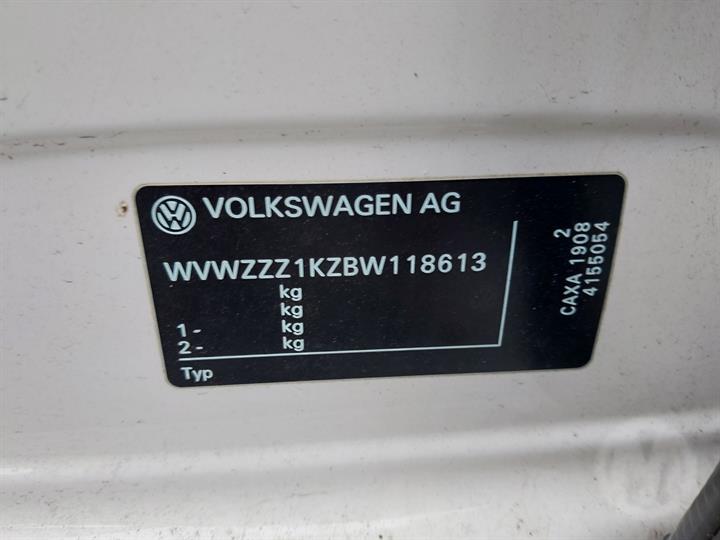 VOLKSWAGEN AG
WVWZZZ1KZBW118613
kg
kg
1- kg
2- kg
Typ
2
CAXA 1908
4155054